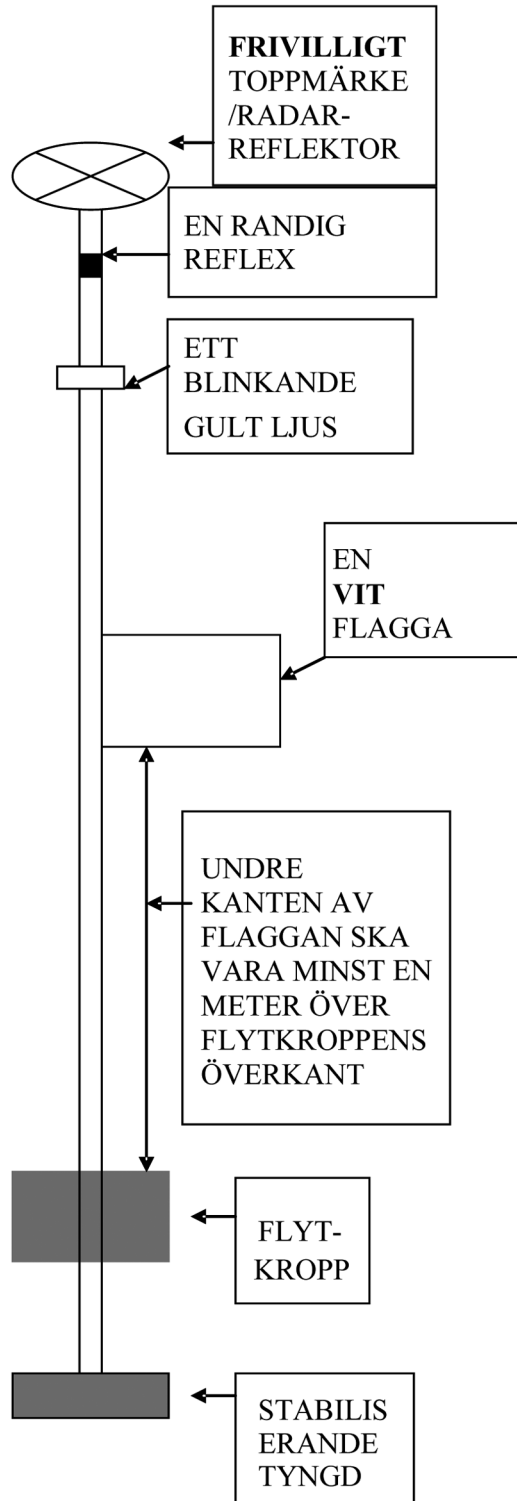 FRIVILLIGT
TOPPMÄRKE
/RADAR-
REFLEKTOR
EN RANDIG
REFLEX
ETT
BLINKANDE
GULT LJUS
EN
VIT
FLAGGA
UNDRE
KANTEN AV
FLAGGAN SKA
VARA MINST EN
METER ÖVER
FLYTKROPPENS
ÖVERKANT
FLYT-
KROPP
STABILIS
ERANDE
TYNGD